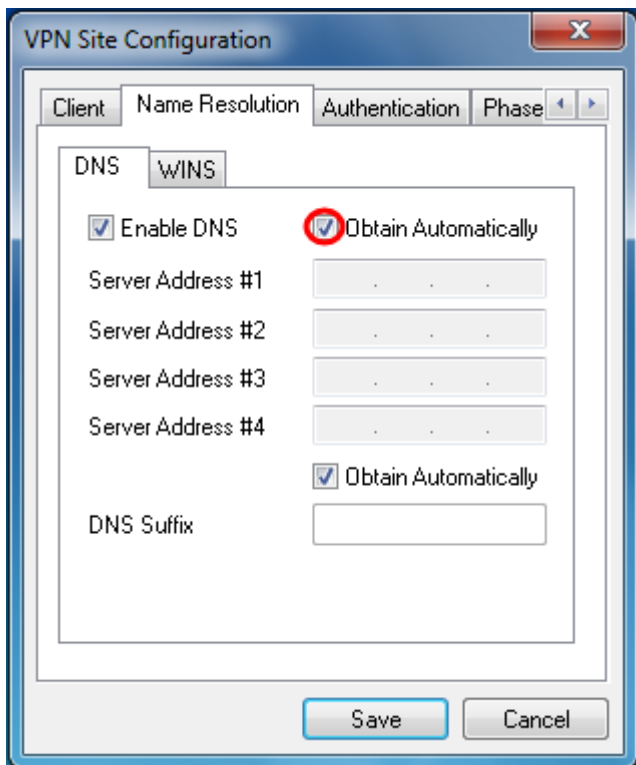 VPN Site Configuration
Client Name Resolution Authentication Phase
DNS WINS
Enable DNS Obtain Automatically
Server Address #1 . . .
Server Address #2 . . .
Server Address #3 . . .
Server Address #4 . . .
Obtain Automatically
DNS Suffix
Save Cancel